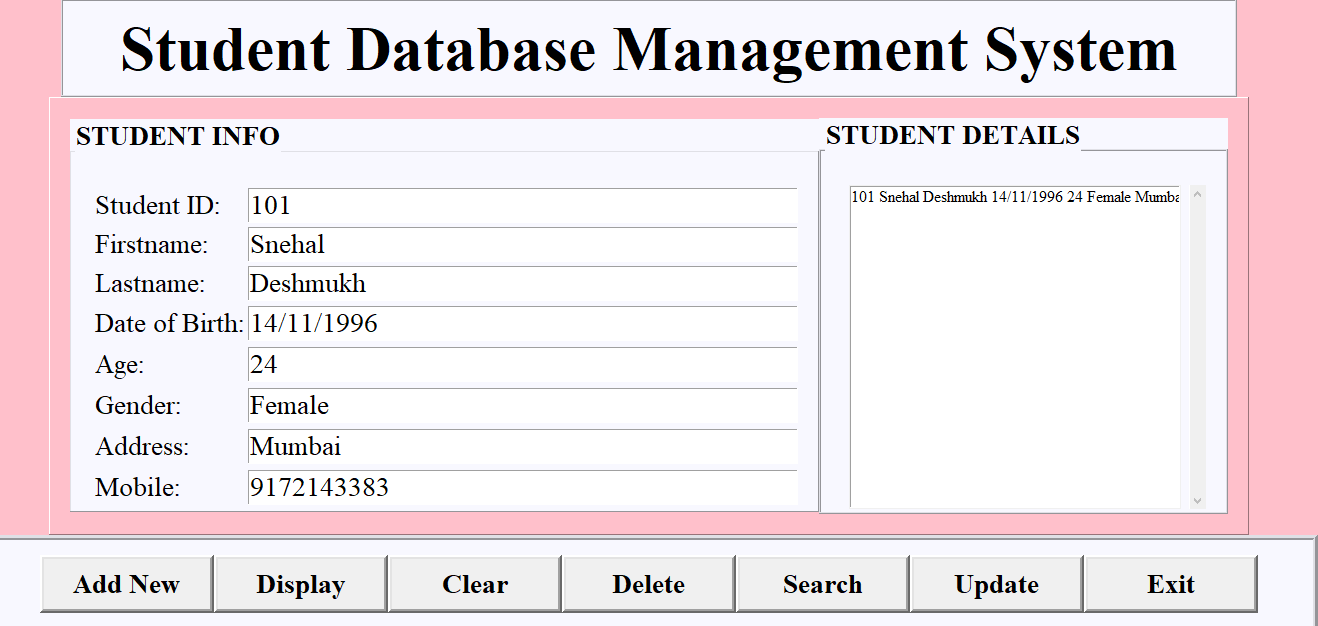 Student Database Management System
STUDENT INFO
Student ID: 101
Firstname: Snehal
Lastname: Deshmukh
Date of Birth: 14/11/1996
Age: 24
Gender: Female
Address: Mumbai
Mobile: 9172143383
STUDENT DETAILS
101 Snehal Deshmukh 14/11/1996 24 Female Mumba
Add New Display Clear Delete Search Update Exit